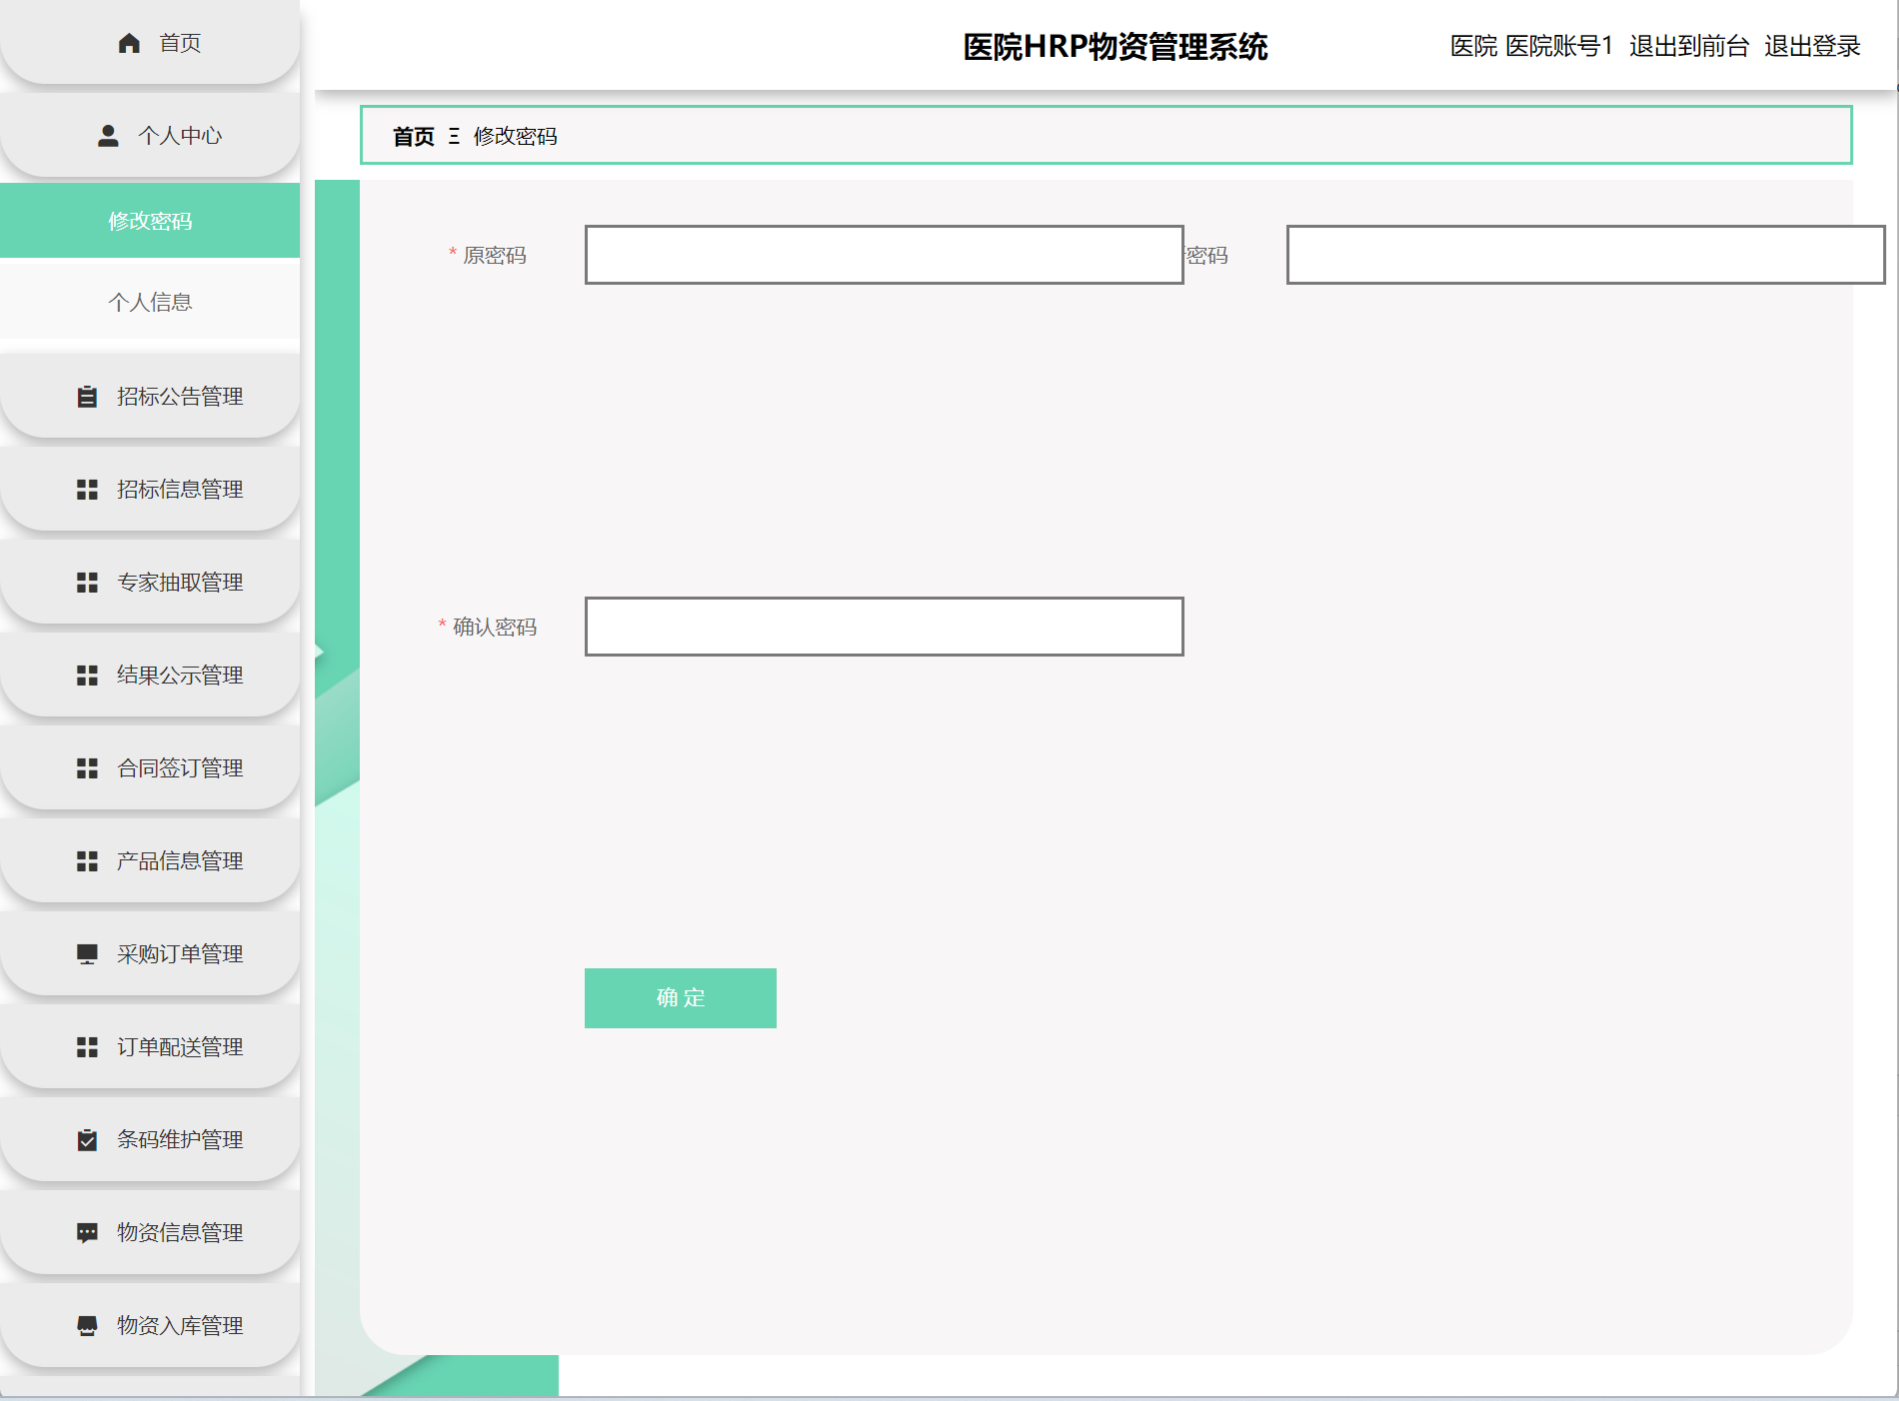 首页
医院HRP物资管理系统
医院 医院账号1 退出到前台 退出登录
个人中心
首页 Ξ 修改密码
修改密码
个人信息
* 原密码
密码
* 确认密码
确 定
招标公告管理
招标信息管理
专家抽取管理
结果公示管理
合同签订管理
产品信息管理
采购订单管理
订单配送管理
条码维护管理
物资信息管理
物资入库管理